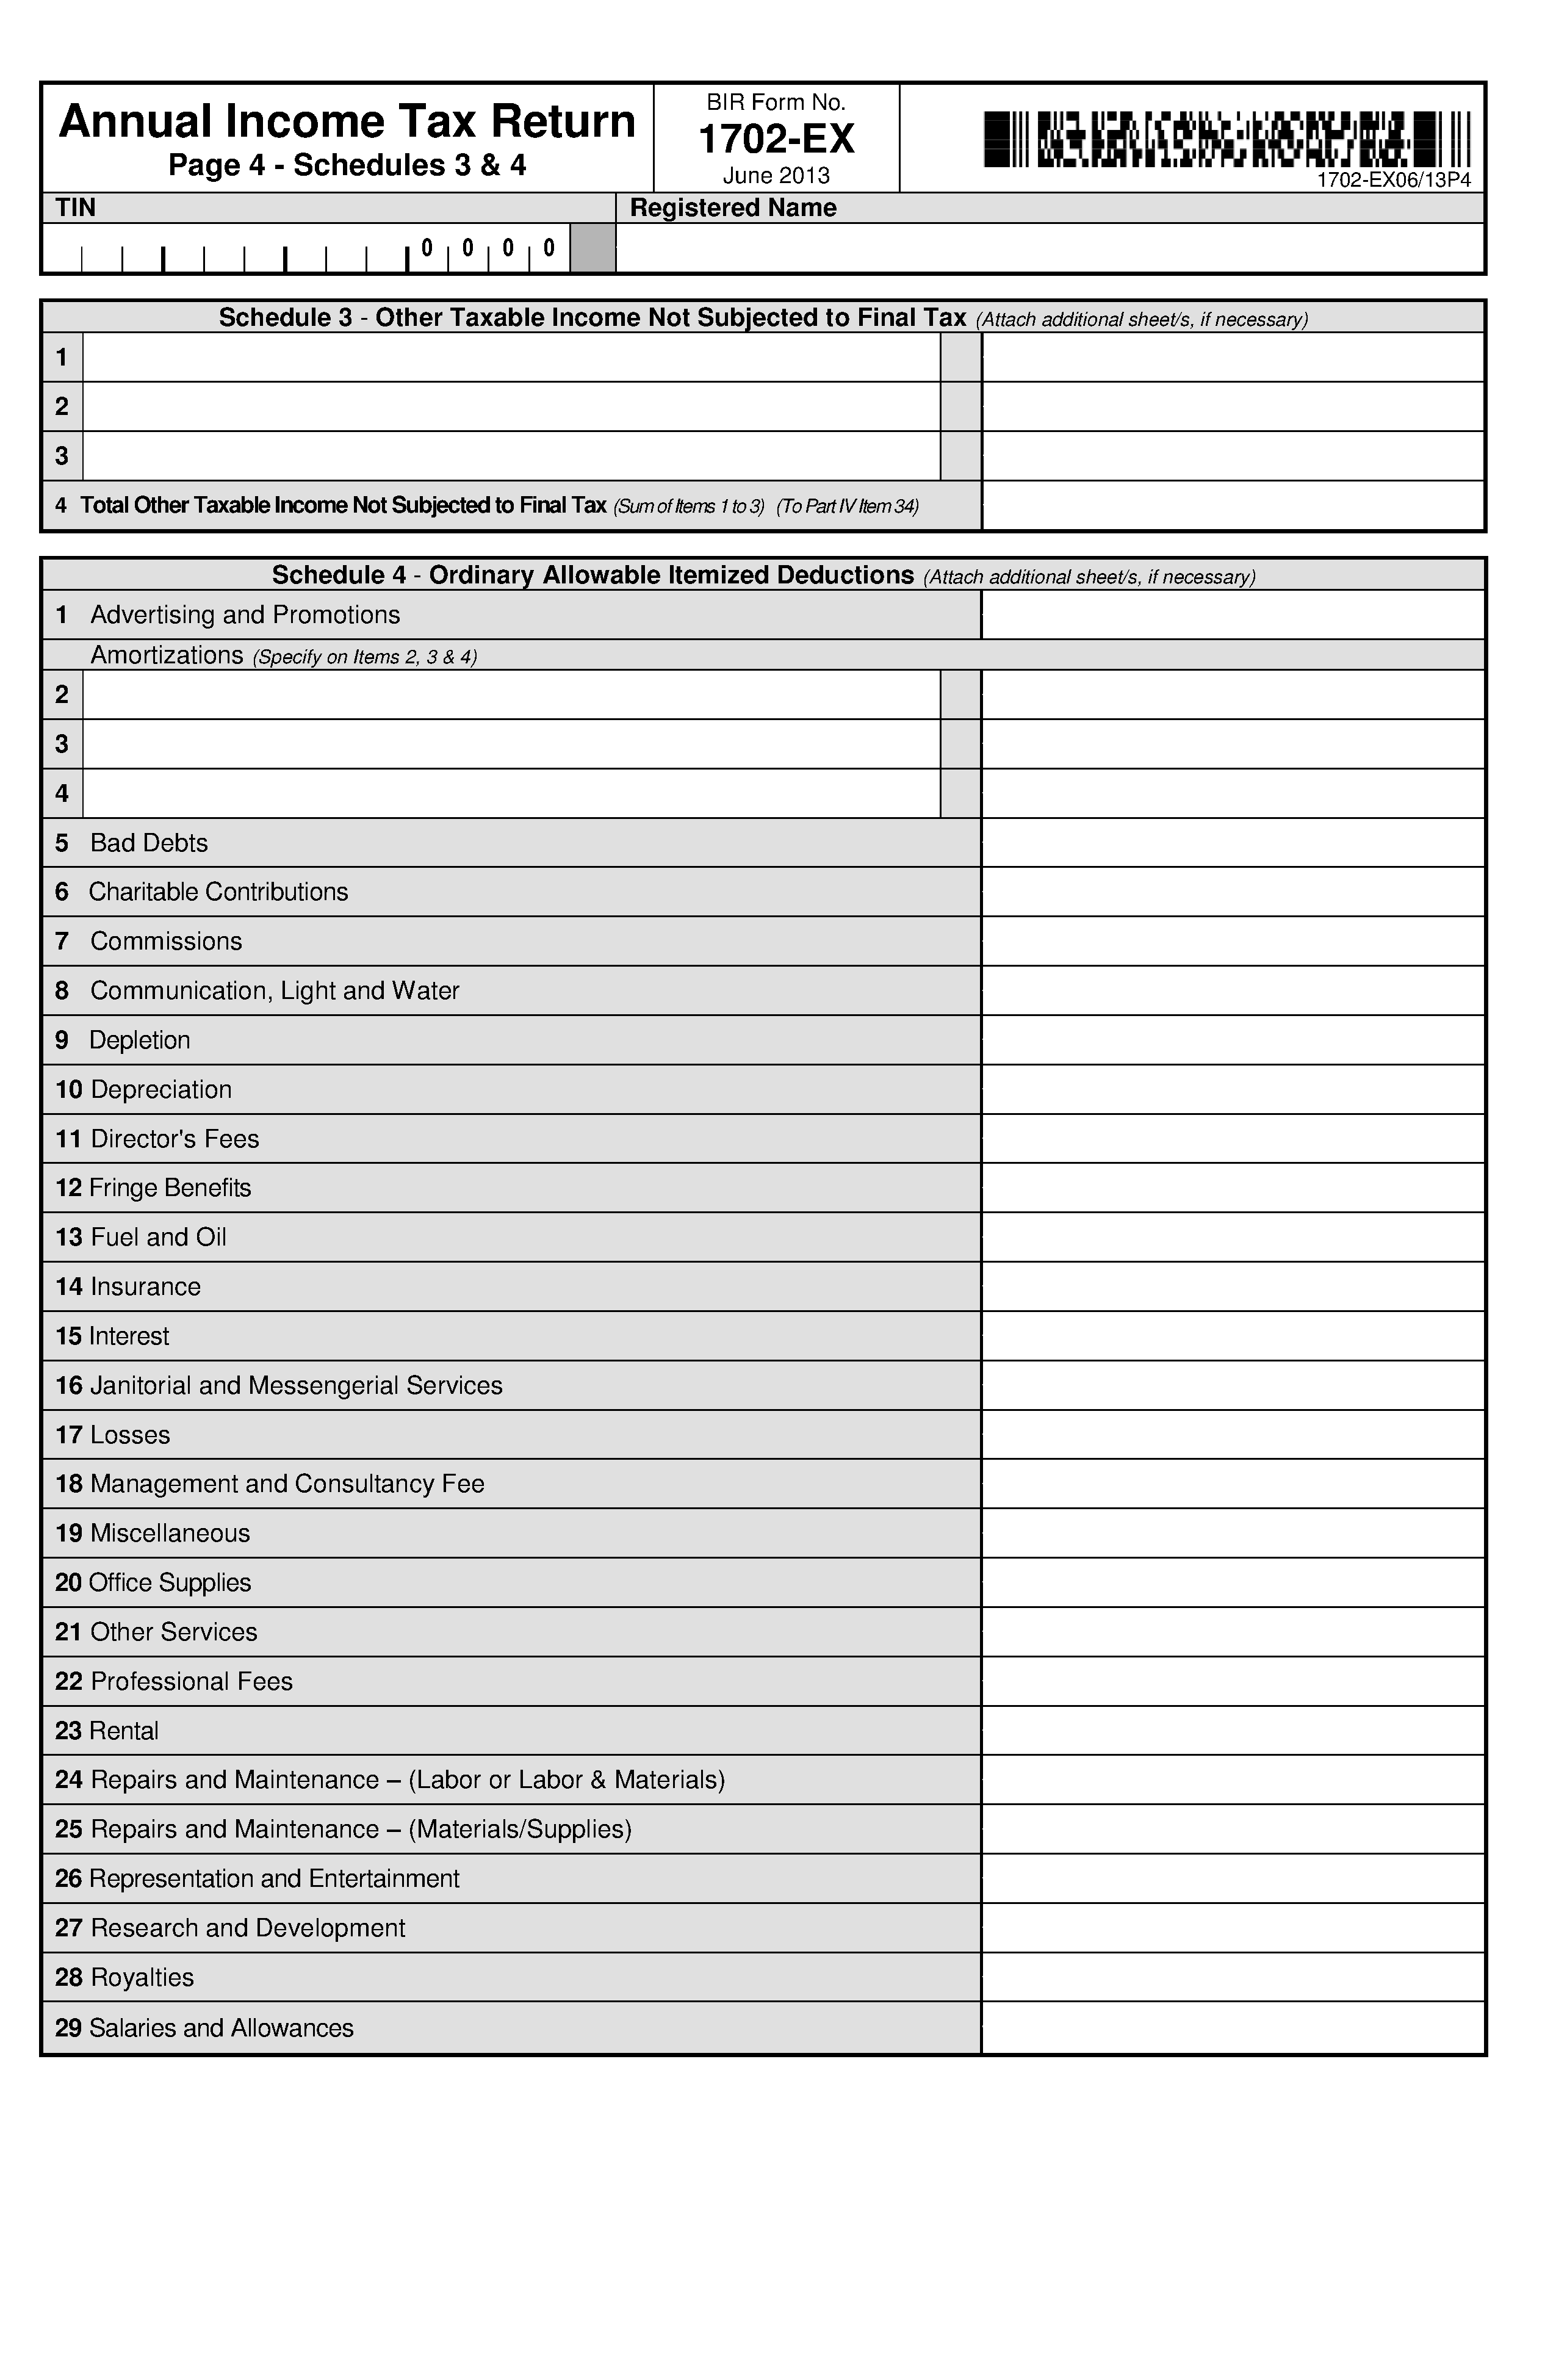 Annual Income Tax Return
Page 4 - Schedules 3 & 4
BIR Form No.
1702-EX
June 2013
1702-EX06/13P4
TIN
Registered Name
0 0 0 0
Schedule 3 - Other Taxable Income Not Subjected to Final Tax (Attach additional sheet/s, if necessary)
1
2
3
4 Total Other Taxable Income Not Subjected to Final Tax (Sum of Items 1 to 3) (To Part IV Item 34)
Schedule 4 - Ordinary Allowable Itemized Deductions (Attach additional sheet/s, if necessary)
1 Advertising and Promotions
Amortizations (Specify on Items 2, 3 & 4)
2
3
4
5 Bad Debts
6 Charitable Contributions
7 Commissions
8 Communication, Light and Water
9 Depletion
10 Depreciation
11 Director's Fees
12 Fringe Benefits
13 Fuel and Oil
14 Insurance
15 Interest
16 Janitorial and Messengerial Services
17 Losses
18 Management and Consultancy Fee
19 Miscellaneous
20 Office Supplies
21 Other Services
22 Professional Fees
23 Rental
24 Repairs and Maintenance – (Labor or Labor & Materials)
25 Repairs and Maintenance – (Materials/Supplies)
26 Representation and Entertainment
27 Research and Development
28 Royalties
29 Salaries and Allowances